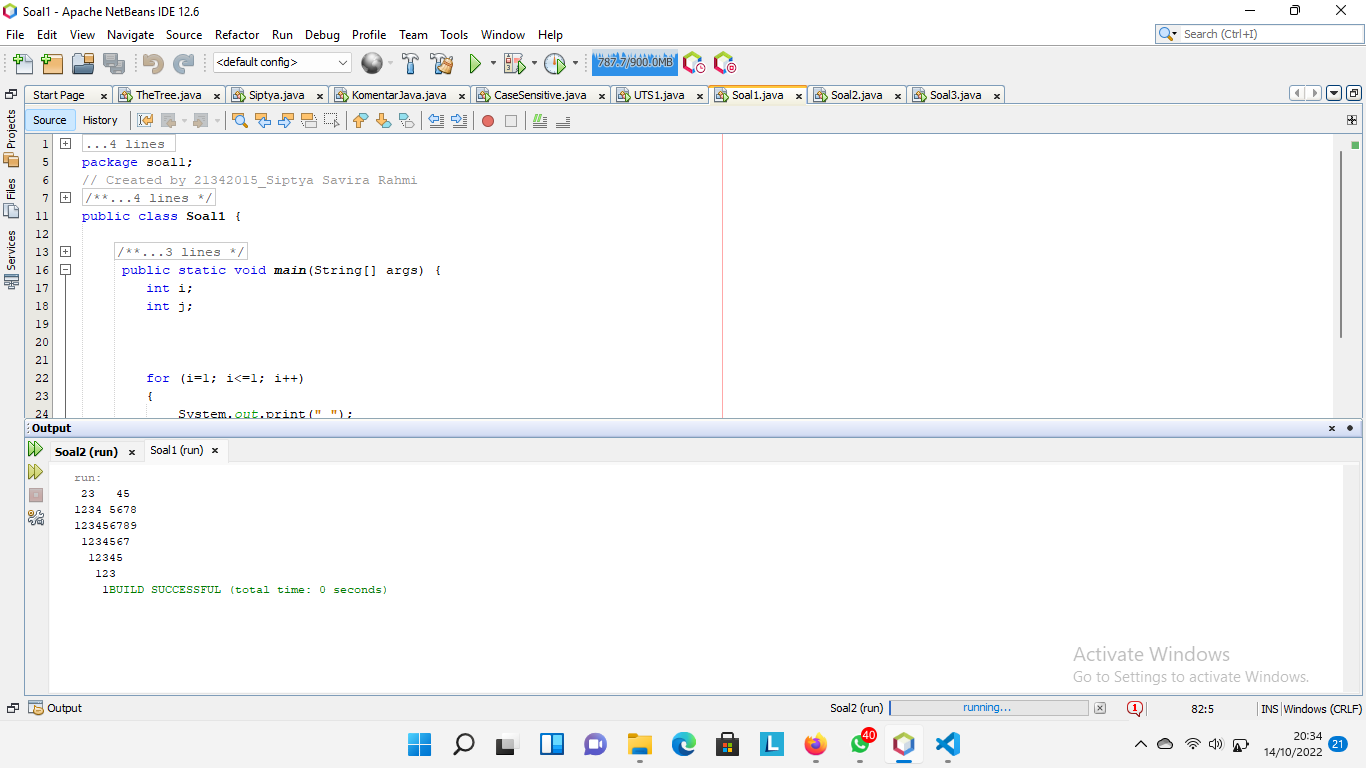 Soal1 - Apache NetBeans IDE 12.6
File Edit View Navigate Source Refactor Run Debug Profile Team Tools Window Help
Search (Ctrl+I)
<default config>
787.7/900.0MB
Start Page TheTree.java Siptya.java KomentarJava.java CaseSensitive.java UTS1.java Soal1.java Soal2.java Soal3.java
Projects
Files
Services
Source History
1 ...4 lines
5 package soal1;
6 // Created by 21342015_Siptya Savira Rahmi
7 /**...4 lines */
11 public class Soal1 {
12
13 /**...3 lines */
16 public static void main(String[] args) {
17 int i;
18 int j;
19
20
21
22 for (i=1; i<=1; i++)
23 {
24 System.out.print(" ");
Output
Soal2 (run) Soal1 (run)
run:
 23   45
1234 5678
123456789
 1234567
  12345
   123
    1BUILD SUCCESSFUL (total time: 0 seconds)
Activate Windows
Go to Settings to activate Windows.
Output Soal2 (run) running... 1 82:5 INS Windows (CRLF)
L 40
20:34
14/10/2022 21